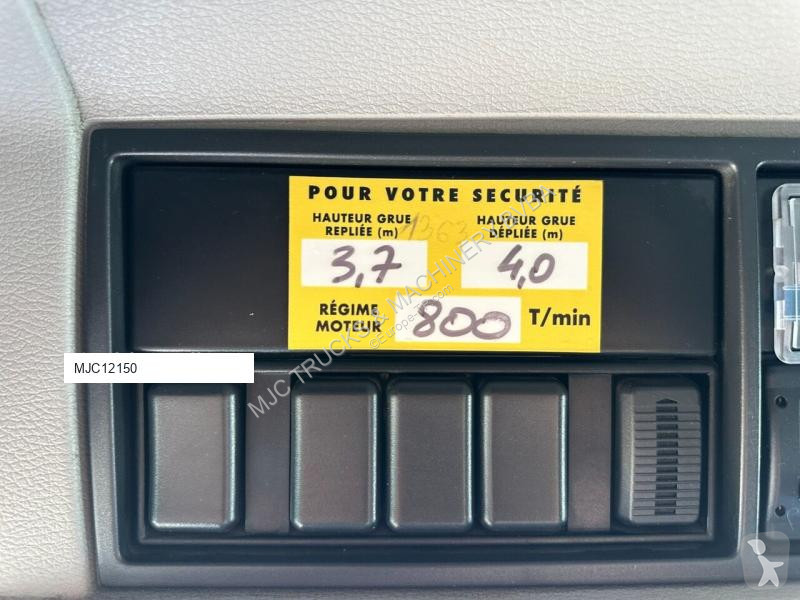 POUR VOTRE SECURITÉ
HAUTEUR GRUE REPLIÉE (m)
3,7
HAUTEUR GRUE DÉPLIÉE (m)
4,0
RÉGIME MOTEUR
800
T/min
MJC12150
MJC TRUCKS & MACHINERY BVBA